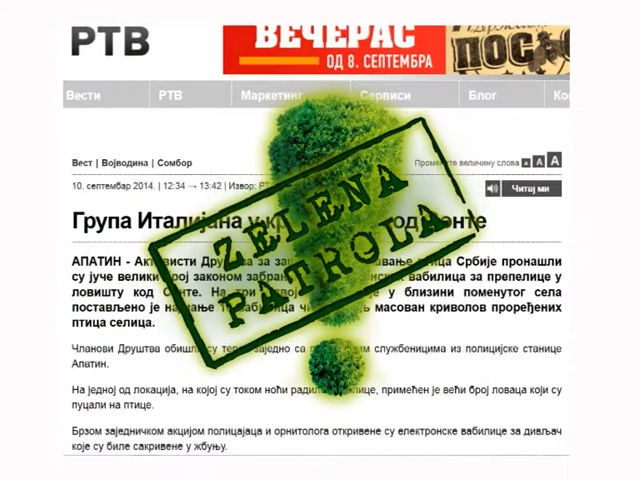 РТВ
ВЕЧЕРАС
ОД 8. СЕПТЕМБРА
ПОС
Вести РТВ Маркетинг Сервиси Блог
Вест | Војводина | Сомбор
величину слова А А А
10. септембар 2014. | 12:34 → 13:42 | Извор:
Читај ми
Група Италијана у
ZELENA
PATROLA
АПАТИН - Активисти Друштва за птица Србије пронашли
су јуче велики број законом вабилица за препелице у
ловишту код Сонте. На три у близини поменутог села
постављено је масован криволов проређених
птица селица.
Чланови Друштва обишли су заједно са службеницима из полицијске станице
Апатин.
На једној од локација, на којој су током ноћи примећен је већи број ловаца који су
пуцали на птице.
Брзом заједничком акцијом полицајаца и орнитолога откривене су електронске вабилице за дивљач
које су биле сакривене у жбуњу.